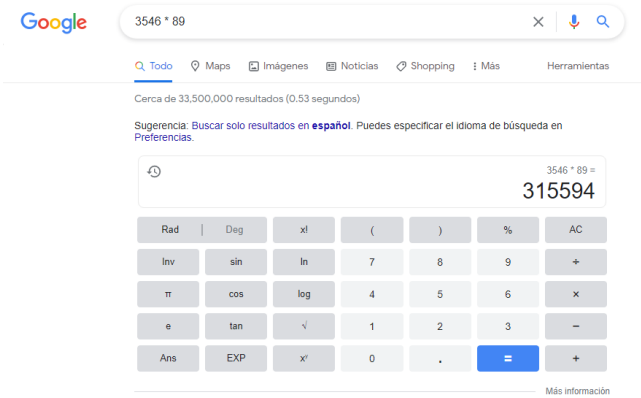 Google
3546 * 89
Todo Maps Imágenes Noticias Shopping Más Herramientas
Cerca de 33,500,000 resultados (0.53 segundos)
Sugerencia: Buscar solo resultados en español. Puedes especificar el idioma de búsqueda en
Preferencias.
3546 * 89 =
315594
Rad | Deg x! ( ) % AC
Inv sin ln 7 8 9 ÷
π cos log 4 5 6 ×
e tan √ 1 2 3 −
Ans EXP xʸ 0 . = +
Más información